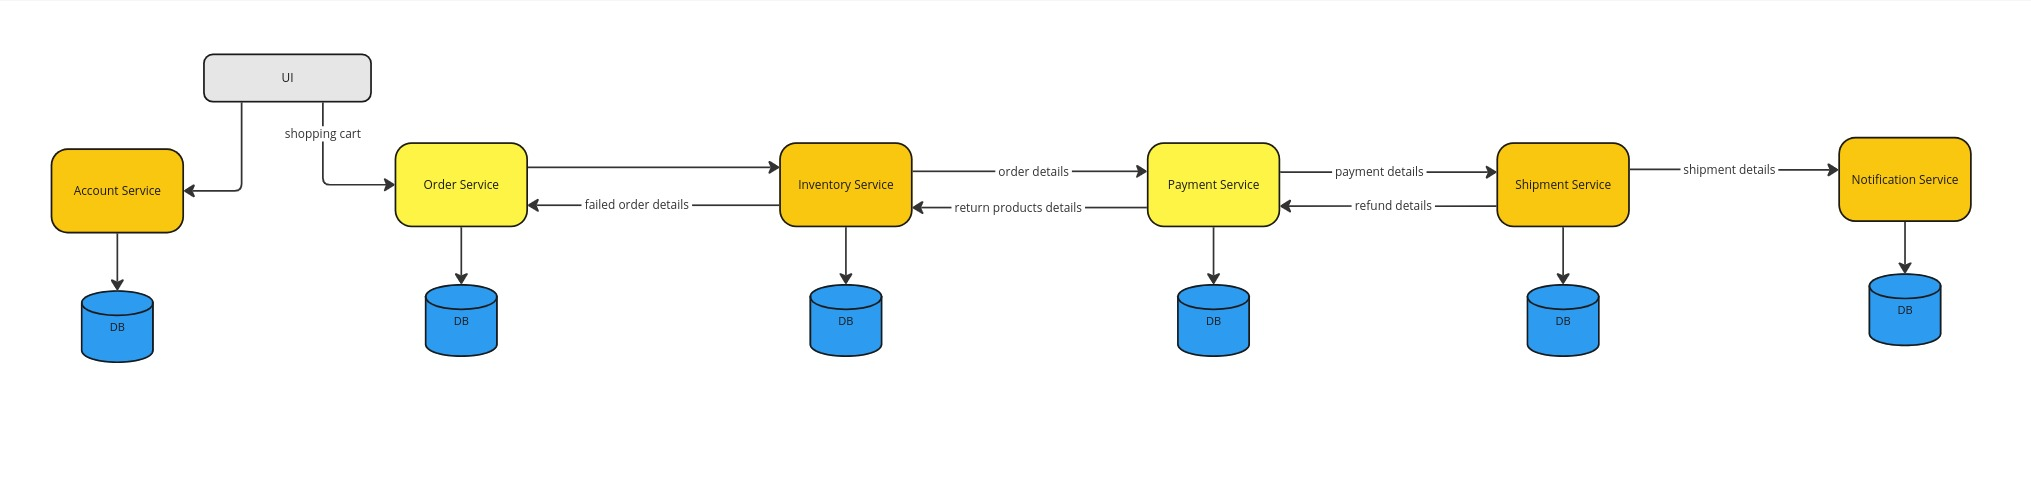 UI
shopping cart
Account Service
Order Service
Inventory Service
order details
Payment Service
payment details
Shipment Service
shipment details
Notification Service
failed order details
return products details
refund details
DB
DB
DB
DB
DB
DB